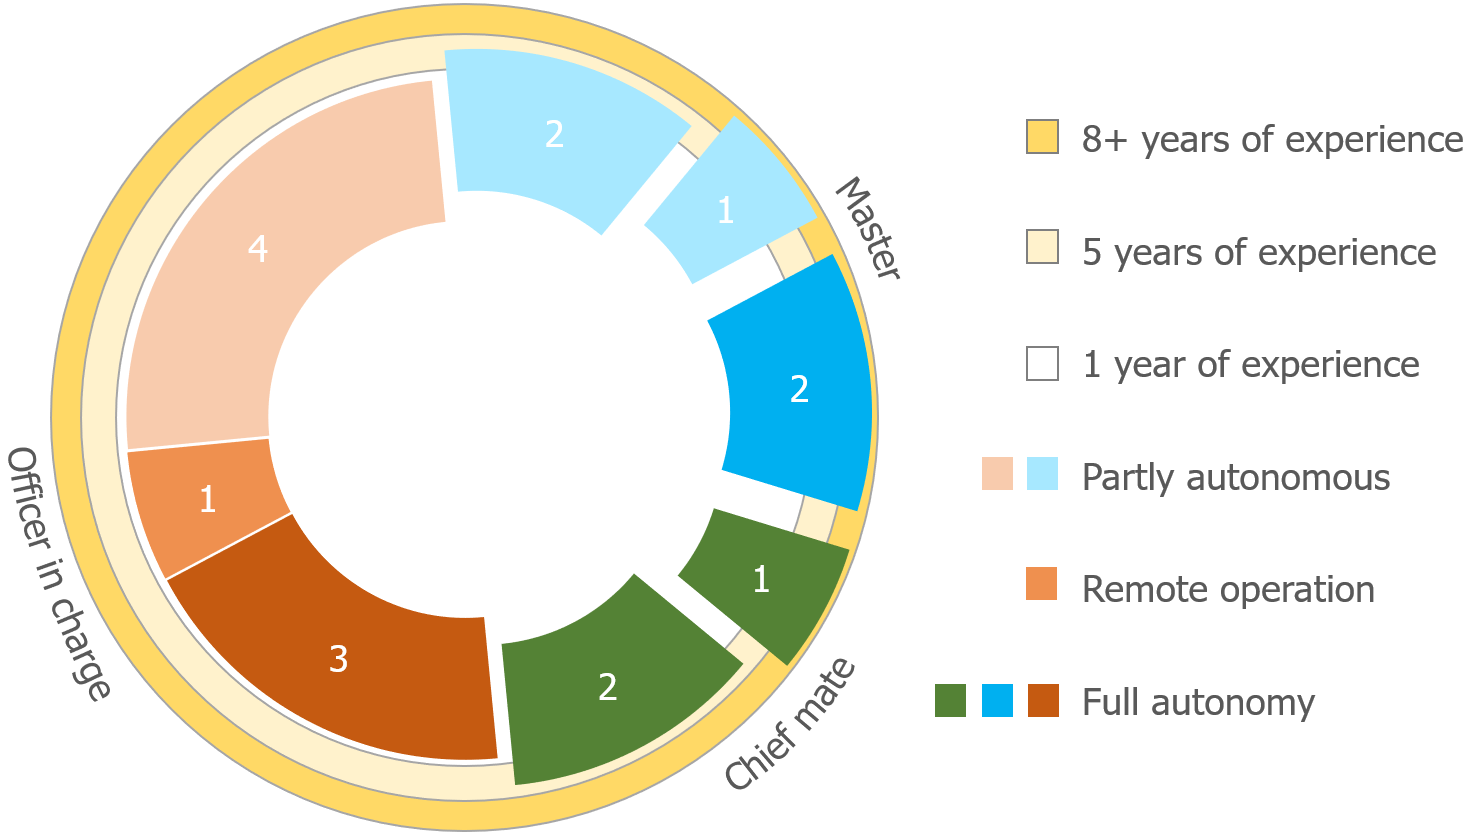 2
1
Master
4
2
1
1
3
2
Officer in charge
Chief mate
8+ years of experience
5 years of experience
1 year of experience
Partly autonomous
Remote operation
Full autonomy